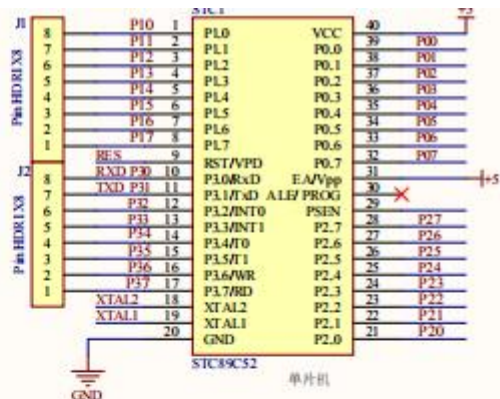 STC1
+5
J1
J2
Pin HDR1X8
Pin HDR1X8
8 P10 1 P1.0 VCC 40
7 P11 2 P1.1 P0.0 39 P00
6 P12 3 P1.2 P0.1 38 P01
5 P13 4 P1.3 P0.2 37 P02
4 P14 5 P1.4 P0.3 36 P03
3 P15 6 P1.5 P0.4 35 P04
2 P16 7 P1.6 P0.5 34 P05
1 P17 8 P1.7 P0.6 33 P06
RES 9 RST/VPD P0.7 32 P07
8 RXD P30 10 P3.0/RxD EA/Vpp 31 +5
7 TXD P31 11 P3.1/TxD ALE/PROG 30
6 P32 12 P3.2/INT0 PSEN 29
5 P33 13 P3.3/INT1 P2.7 28 P27
4 P34 14 P3.4/T0 P2.6 27 P26
3 P35 15 P3.5/T1 P2.5 26 P25
2 P36 16 P3.6/WR P2.4 25 P24
1 P37 17 P3.7/RD P2.3 24 P23
XTAL2 18 XTAL2 P2.2 23 P22
XTAL1 19 XTAL1 P2.1 22 P21
20 GND P2.0 21 P20
STC89C52
单片机
GND